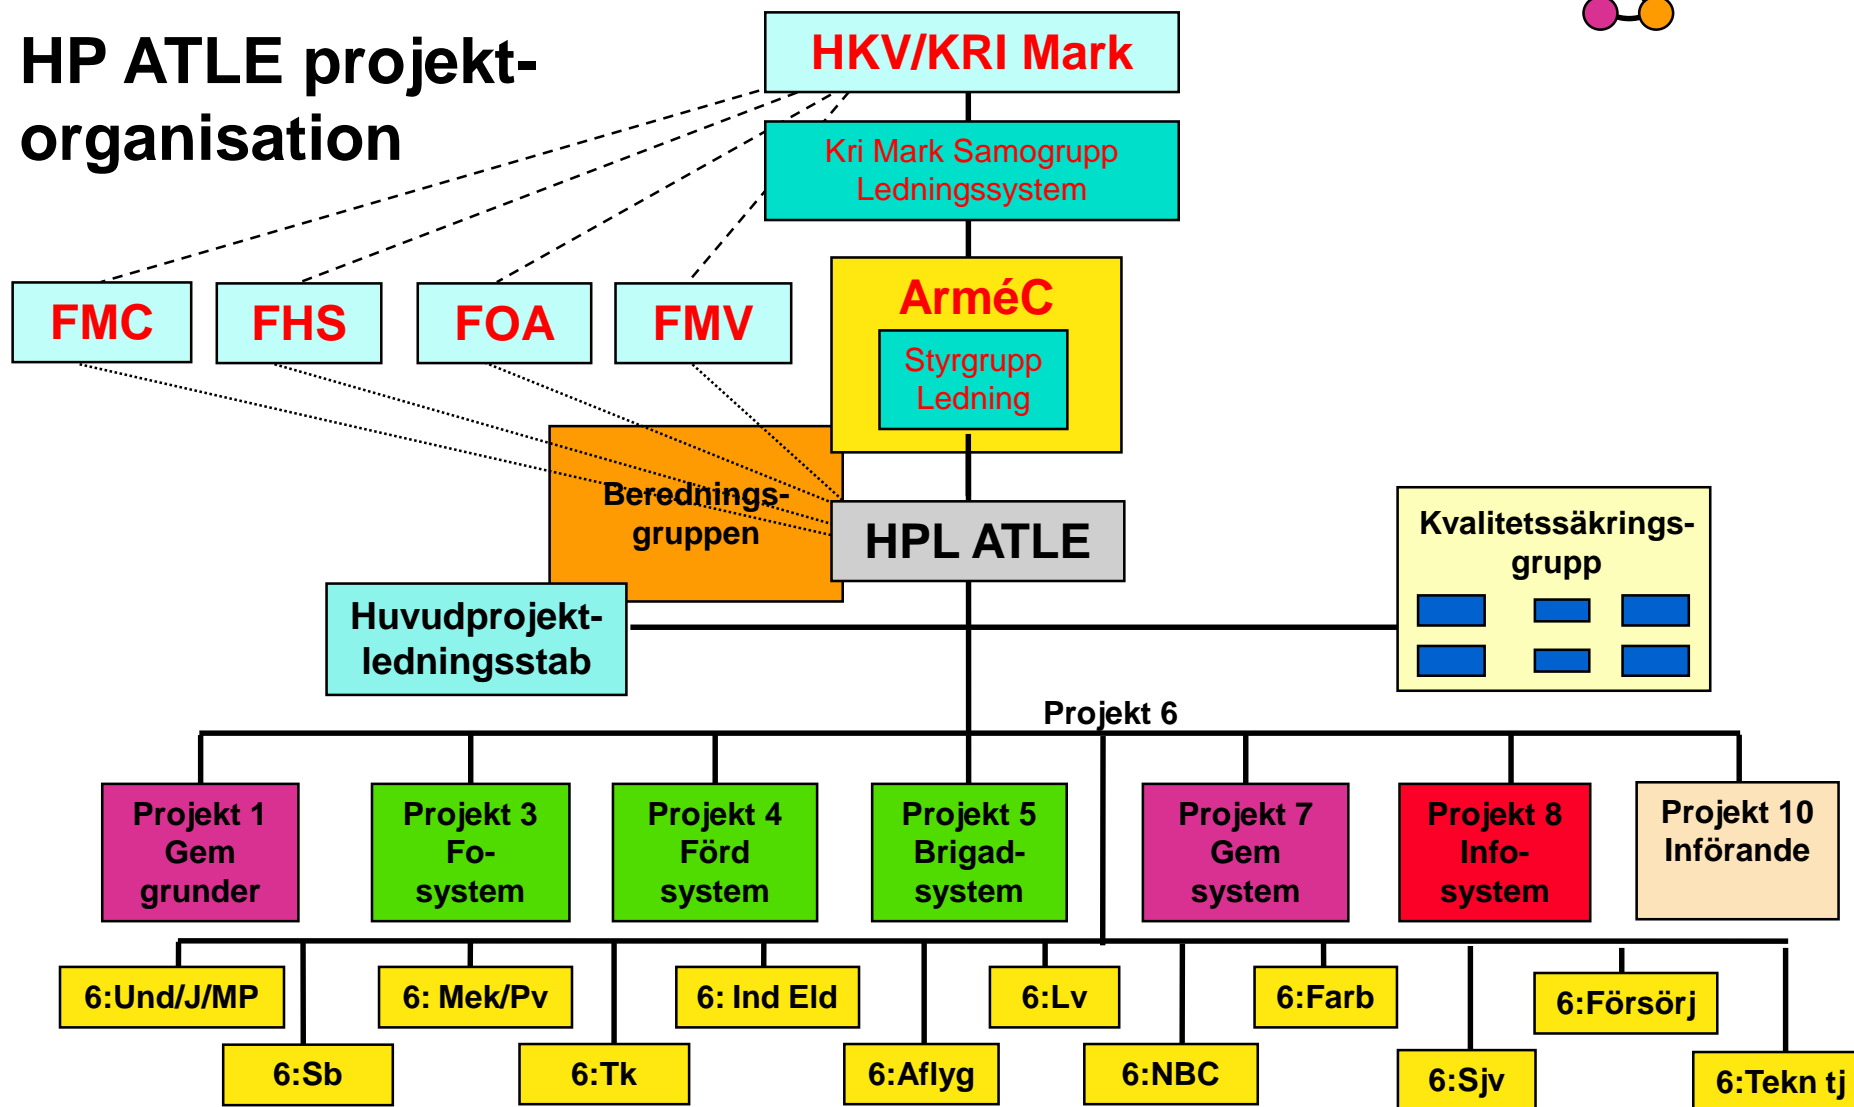 HP ATLE projekt-
organisation
HKV/KRI Mark
Kri Mark Samogrupp
Ledningssystem
FMC
FHS
FOA
FMV
ArméC
Styrgrupp
Ledning
Berednings-
gruppen
HPL ATLE
Kvalitetssäkrings-
grupp
Huvudprojekt-
ledningsstab
Projekt 6
Projekt 1
Gem
grunder
Projekt 3
Fo-
system
Projekt 4
Förd
system
Projekt 5
Brigad-
system
Projekt 7
Gem
system
Projekt 8
Info-
system
Projekt 10
Införande
6:Und/J/MP
6: Mek/Pv
6: Ind Eld
6:Lv
6:Farb
6:Försörj
6:Sb
6:Tk
6:Aflyg
6:NBC
6:Sjv
6:Tekn tj